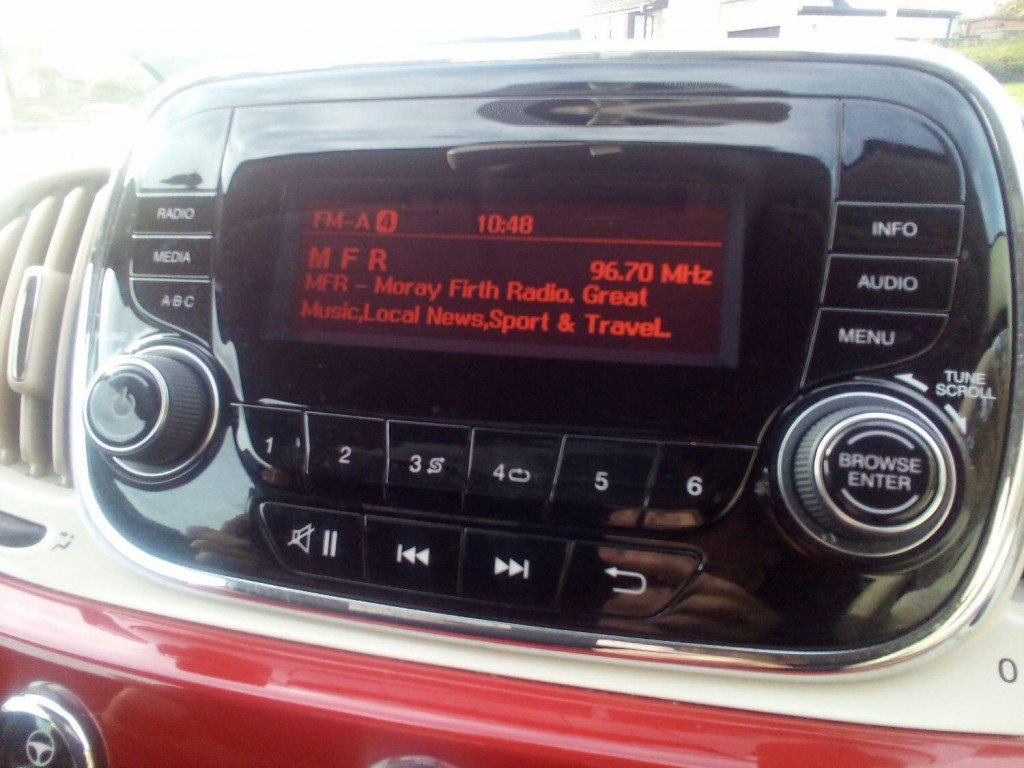 RADIO
MEDIA
A·B·C
FM-A 4 10:48
M F R 96.70 MHz
MFR - Moray Firth Radio. Great
Music,Local News,Sport & Travel..
INFO
AUDIO
MENU
TUNE
SCROLL
BROWSE
ENTER
1 2 3 4 5 6
0